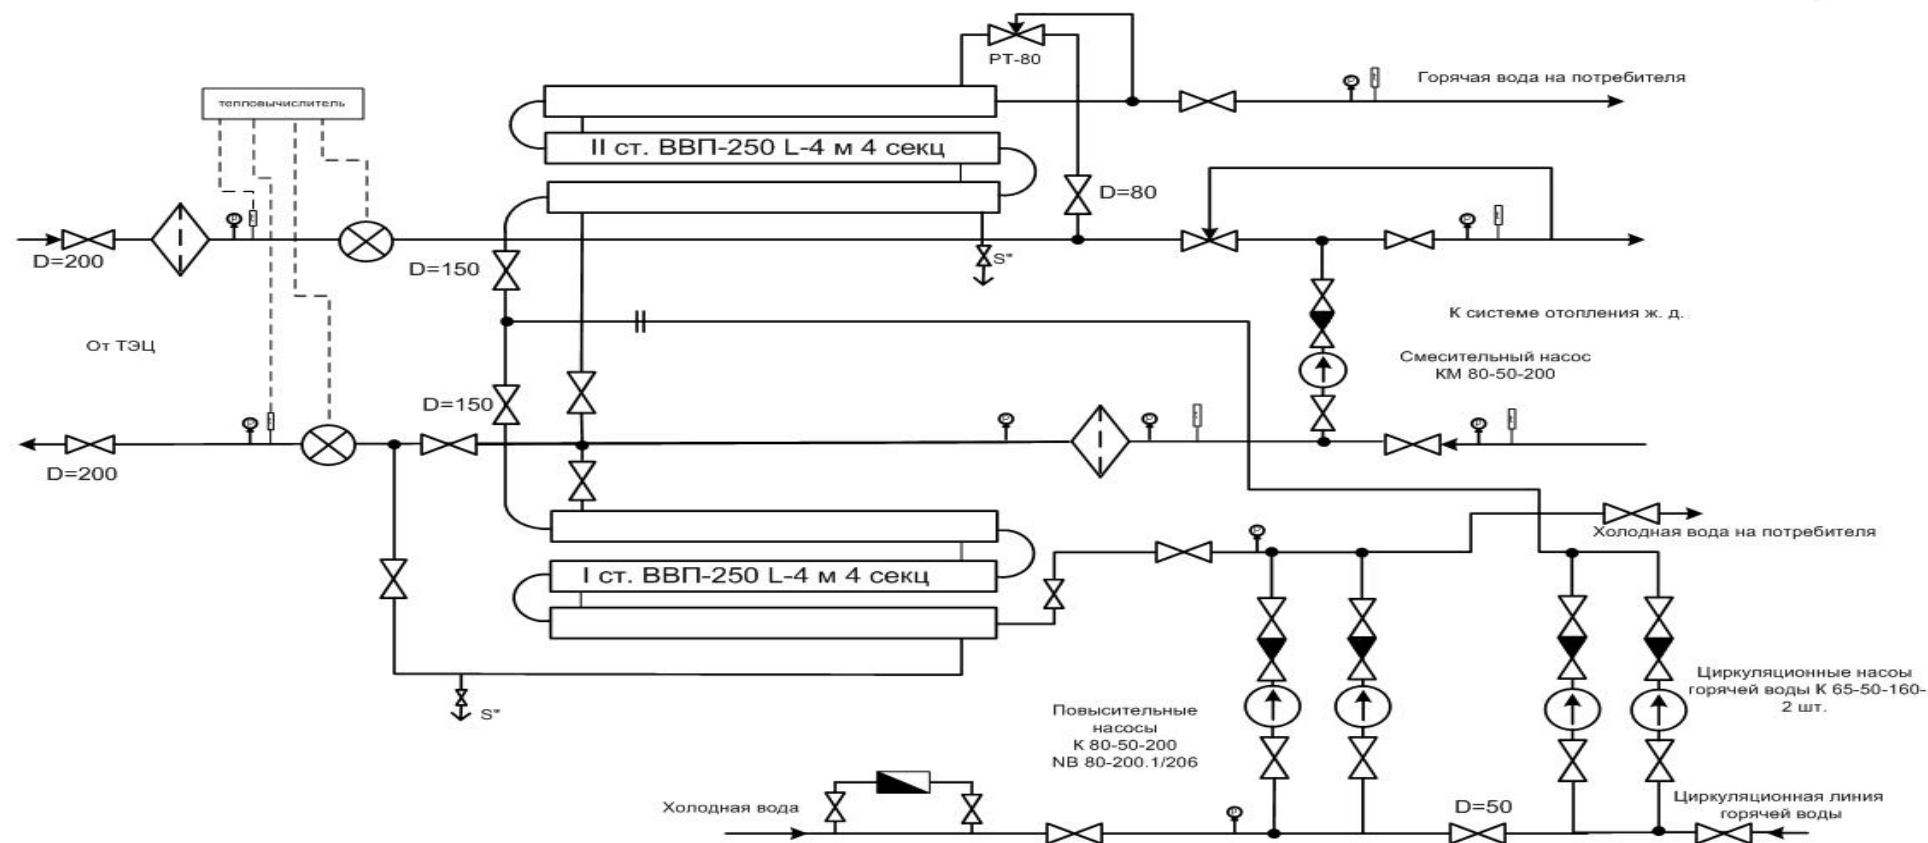 РТ-80
Горячая вода на потребителя
тепловычислитель
II ст. ВВП-250 L-4 м 4 секц
D=80
D=200
D=150
S"
К системе отопления ж. д.
От ТЭЦ
Смесительный насос
КМ 80-50-200
D=150
D=200
Холодная вода на потребителя
I ст. ВВП-250 L-4 м 4 секц
Циркуляционные насоы
горячей воды К 65-50-160-
2 шт.
S"
Повысительные
насосы
К 80-50-200
NB 80-200.1/206
Холодная вода
D=50
Циркуляционная линия
горячей воды